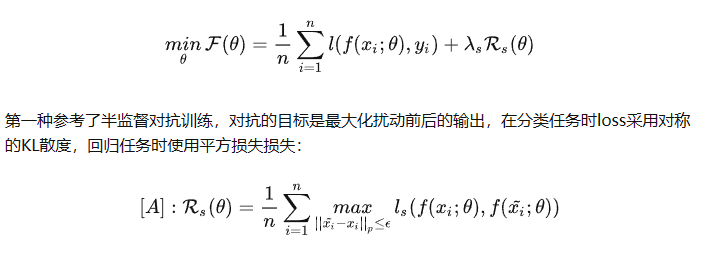 min_θ F(θ) = 1/n ∑_{i=1}^{n} l(f(x_i; θ), y_i) + λ_s R_s(θ)
第一种参考了半监督对抗训练，对抗的目标是最大化扰动前后的输出，在分类任务时loss采用对称
的KL散度，回归任务时使用平方损失损失：
[A] : R_s(θ) = 1/n ∑_{i=1}^{n} max_{||x̃_i−x_i||_p≤ϵ} l_s(f(x_i; θ), f(x̃_i; θ))